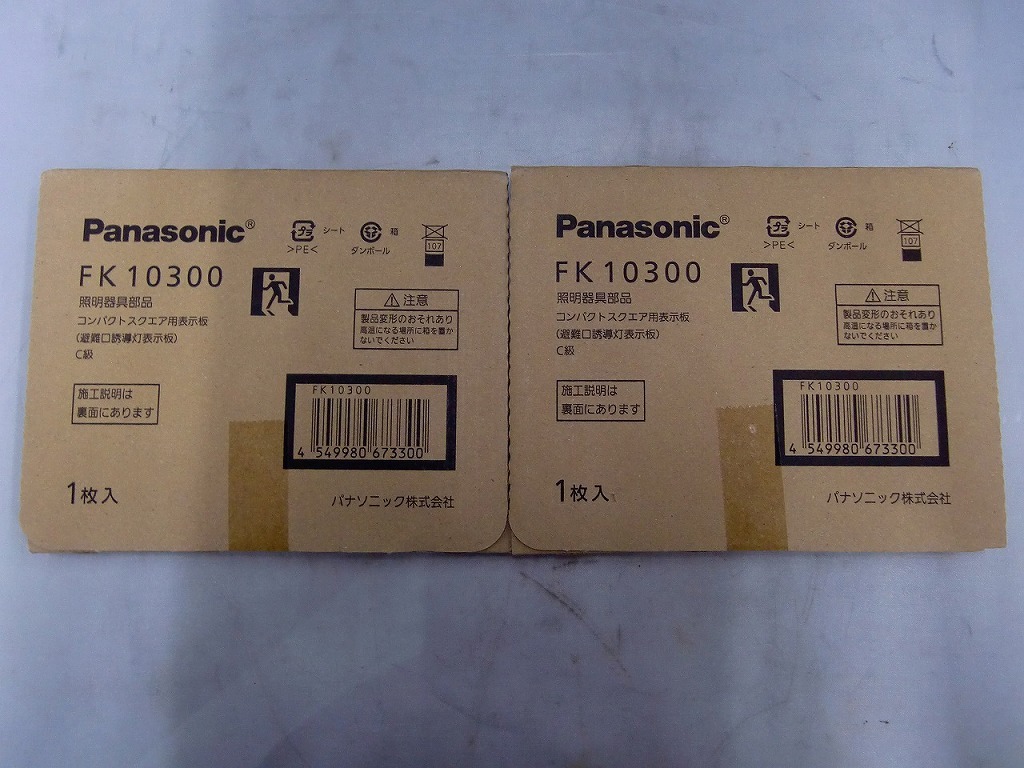 Panasonic®
プラ シート
>PE<
箱
ダンボール
107
FK10300
照明器具部品
コンパクトスクエア用表示板
(避難口誘導灯表示板)
C級
注意
製品変形のおそれあり
高温になる場所に箱を置か
ないでください
施工説明は
裏面にあります
FK10300
4 549980 673300
1枚入
パナソニック株式会社
Panasonic®
プラ シート
>PE<
箱
ダンボール
107
FK10300
照明器具部品
コンパクトスクエア用表示板
(避難口誘導灯表示板)
C級
注意
製品変形のおそれあり
高温になる場所に箱を置か
ないでください
施工説明は
裏面にあります
FK10300
4 549980 673300
1枚入
パナソニック株式会社